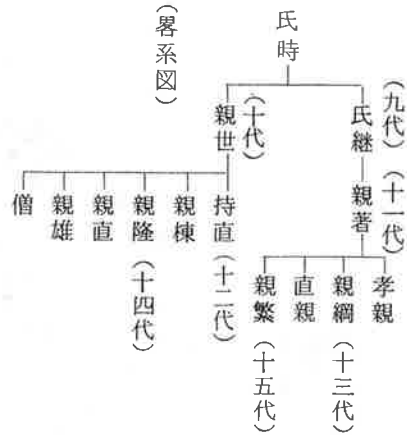 氏時
（九代）
氏継
（十一代）
親著
孝親
親綱（十三代）
直親
親繁（十五代）
（十代）
親世
持直（十二代）
親棟
親隆（十四代）
親直
親雄
僧
（畧系図）